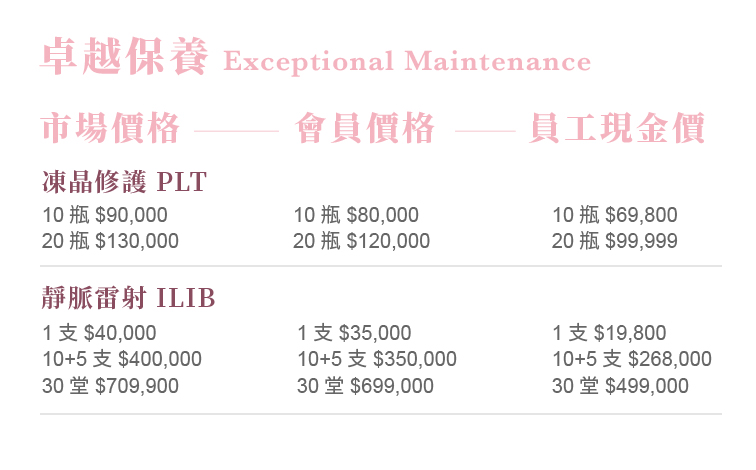 卓越保養 Exceptional Maintenance
市場價格 會員價格 員工現金價
凍晶修護 PLT
10 瓶 $90,000 10 瓶 $80,000 10 瓶 $69,800
20 瓶 $130,000 20 瓶 $120,000 20 瓶 $99,999
靜脈雷射 ILIB
1 支 $40,000 1 支 $35,000 1 支 $19,800
10+5 支 $400,000 10+5 支 $350,000 10+5 支 $268,000
30 堂 $709,900 30 堂 $699,000 30 堂 $499,000